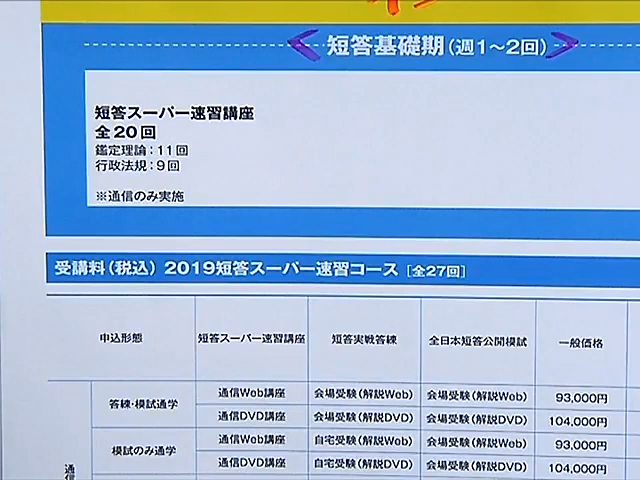 短答基礎期(週1～2回)
短答スーパー速習講座
全20回
鑑定理論：11回
行政法規：9回
※通信のみ実施
受講料(税込) 2019短答スーパー速習コース [全27回]
申込形態 短答スーパー速習講座 短答実戦答練 全日本短答公開模試 一般価格
答練・模試通学 通信Web講座 会場受験(解説Web) 会場受験(解説Web) 93,000円
通信DVD講座 会場受験(解説DVD) 会場受験(解説DVD) 104,000円
模試のみ通学 通信Web講座 自宅受験(解説Web) 会場受験(解説Web) 93,000円
通信DVD講座 自宅受験(解説DVD) 会場受験(解説DVD) 104,000円
通